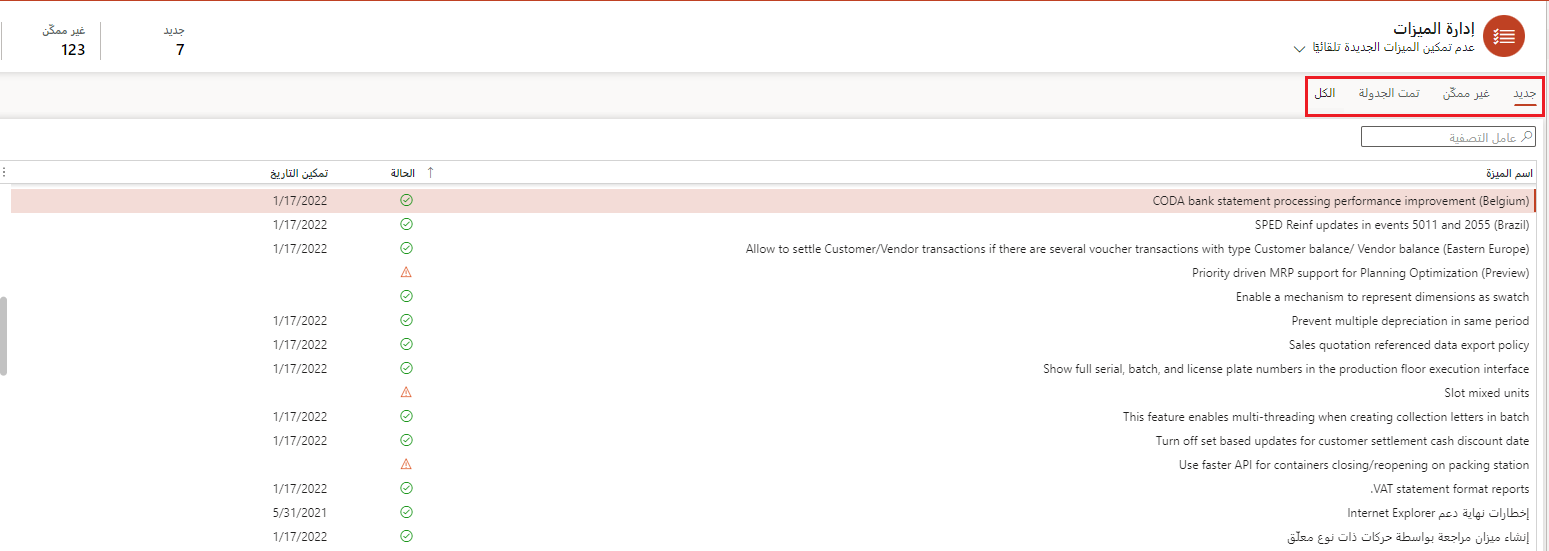 إدارة الميزات
عدم تمكين الميزات الجديدة تلقائيًا
جديد
7
غير ممكّن
123
جديد غير ممكّن تمت الجدولة الكل
عامل التصفية
اسم الميزة الحالة تمكين التاريخ
CODA bank statement processing performance improvement (Belgium) 1/17/2022
SPED Reinf updates in events 5011 and 2055 (Brazil) 1/17/2022
Allow to settle Customer/Vendor transactions if there are several voucher transactions with type Customer balance/ Vendor balance (Eastern Europe) 1/17/2022
Priority driven MRP support for Planning Optimization (Preview)
Enable a mechanism to represent dimensions as swatch
Prevent multiple depreciation in same period 1/17/2022
Sales quotation referenced data export policy 1/17/2022
Show full serial, batch, and license plate numbers in the production floor execution interface 1/17/2022
Slot mixed units
This feature enables multi-threading when creating collection letters in batch 1/17/2022
Turn off set based updates for customer settlement cash discount date 1/17/2022
Use faster API for containers closing/reopening on packing station
.VAT statement format reports 1/17/2022
إخطارات نهاية دعم Internet Explorer 5/31/2021
إنشاء ميزان مراجعة بواسطة حركات ذات نوع معلّق 1/17/2022